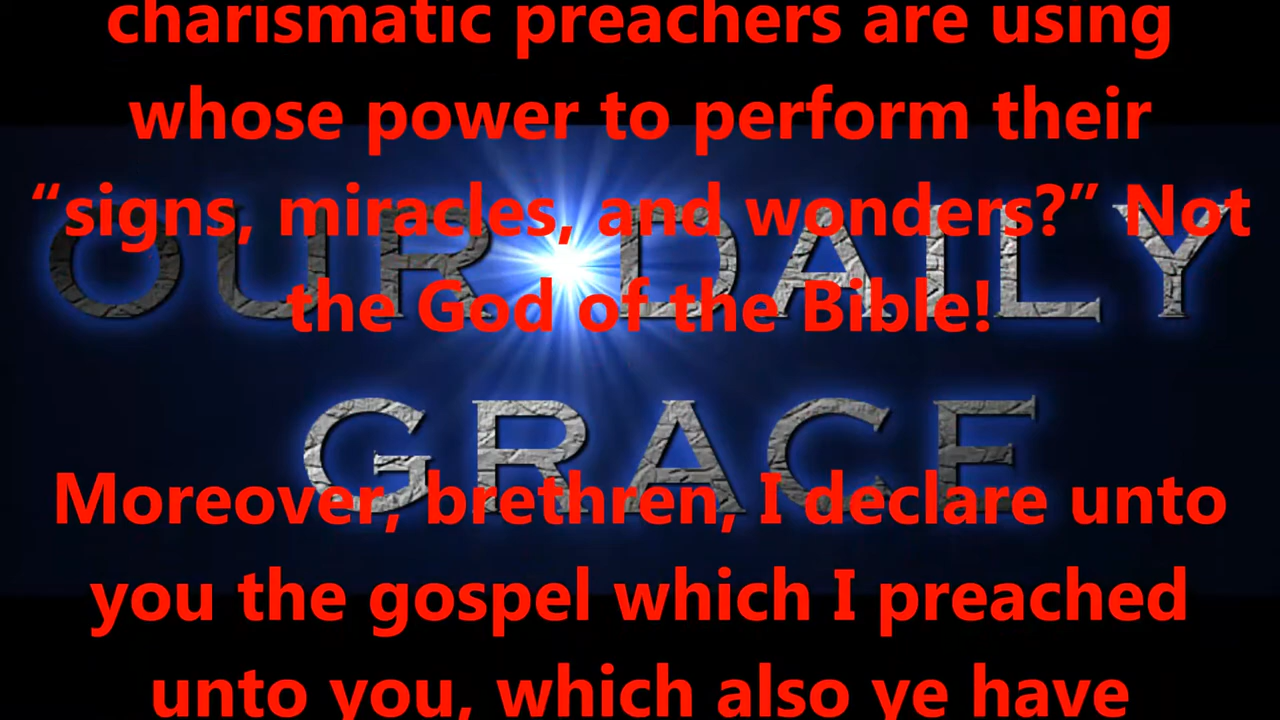 charismatic preachers are using
whose power to perform their
“signs, miracles, and wonders?” Not
OUR DAILY
the God of the Bible!
GRACE
Moreover, brethren, I declare unto
you the gospel which I preached
unto you, which also ye have